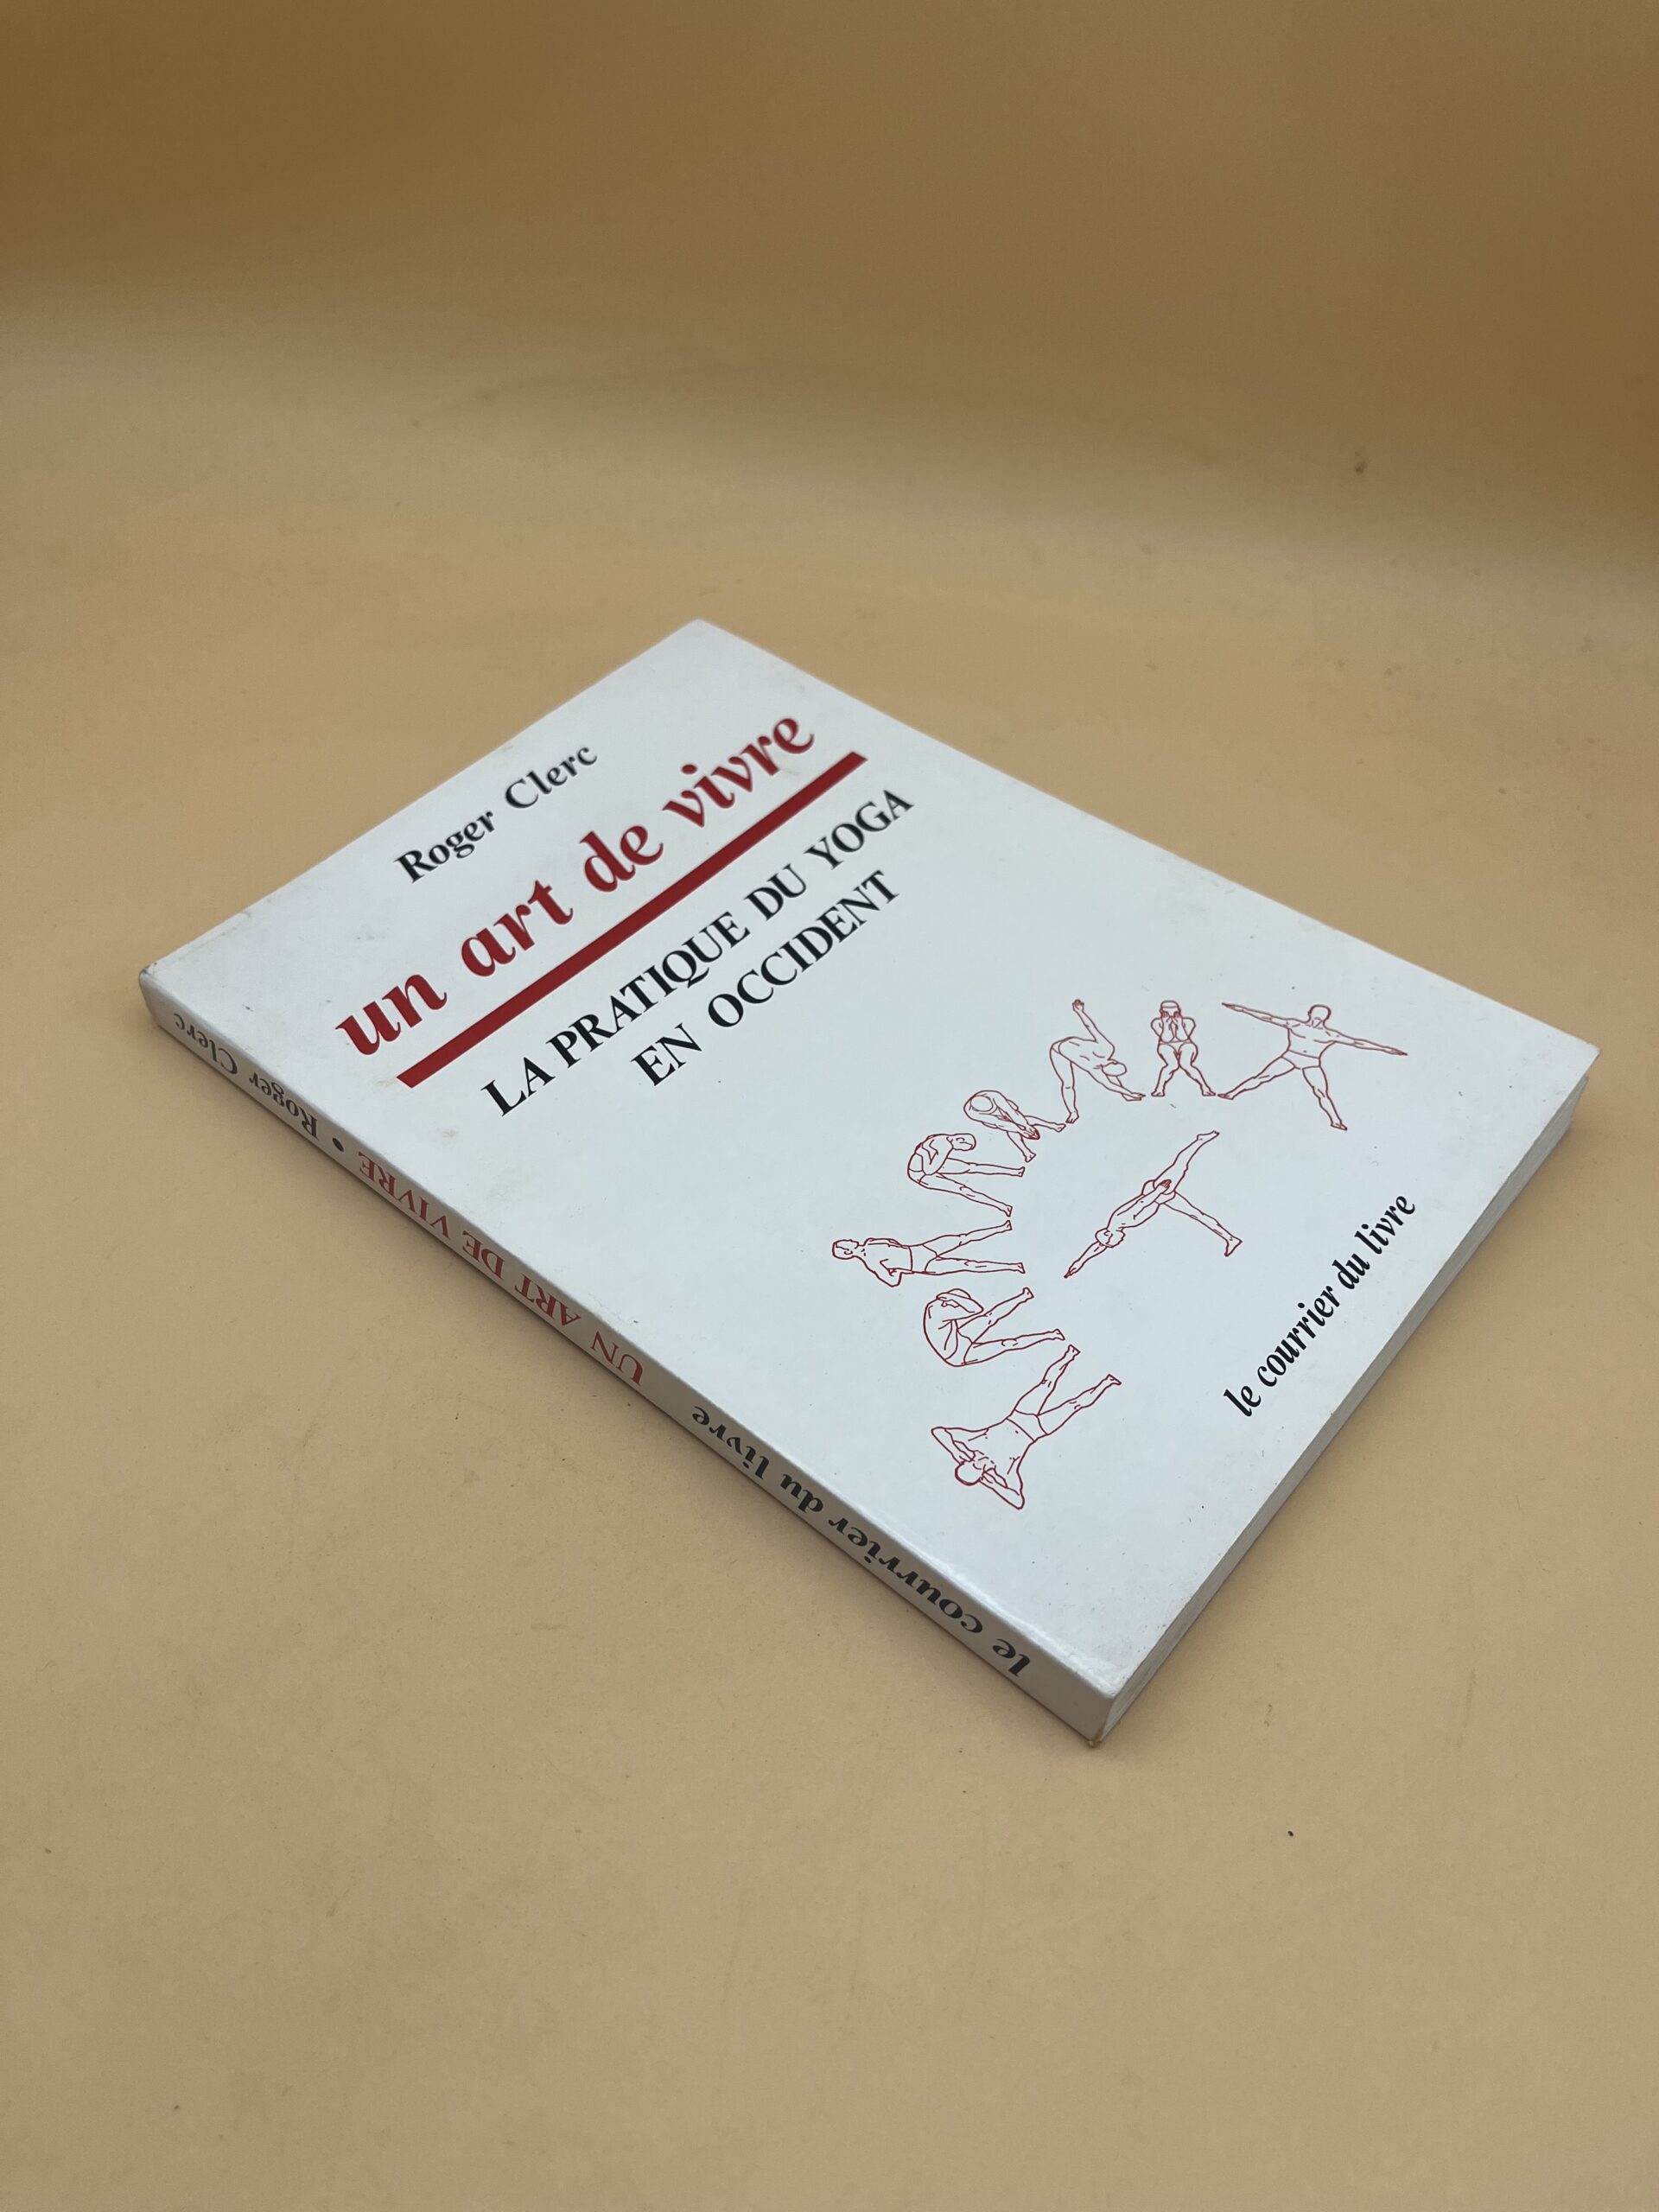 Roger Clerc
un art de vivre
LA PRATIQUE DU YOGA
EN OCCIDENT
le courrier du livre
le courrier du livre UN ART DE VIVRE • Roger Clerc